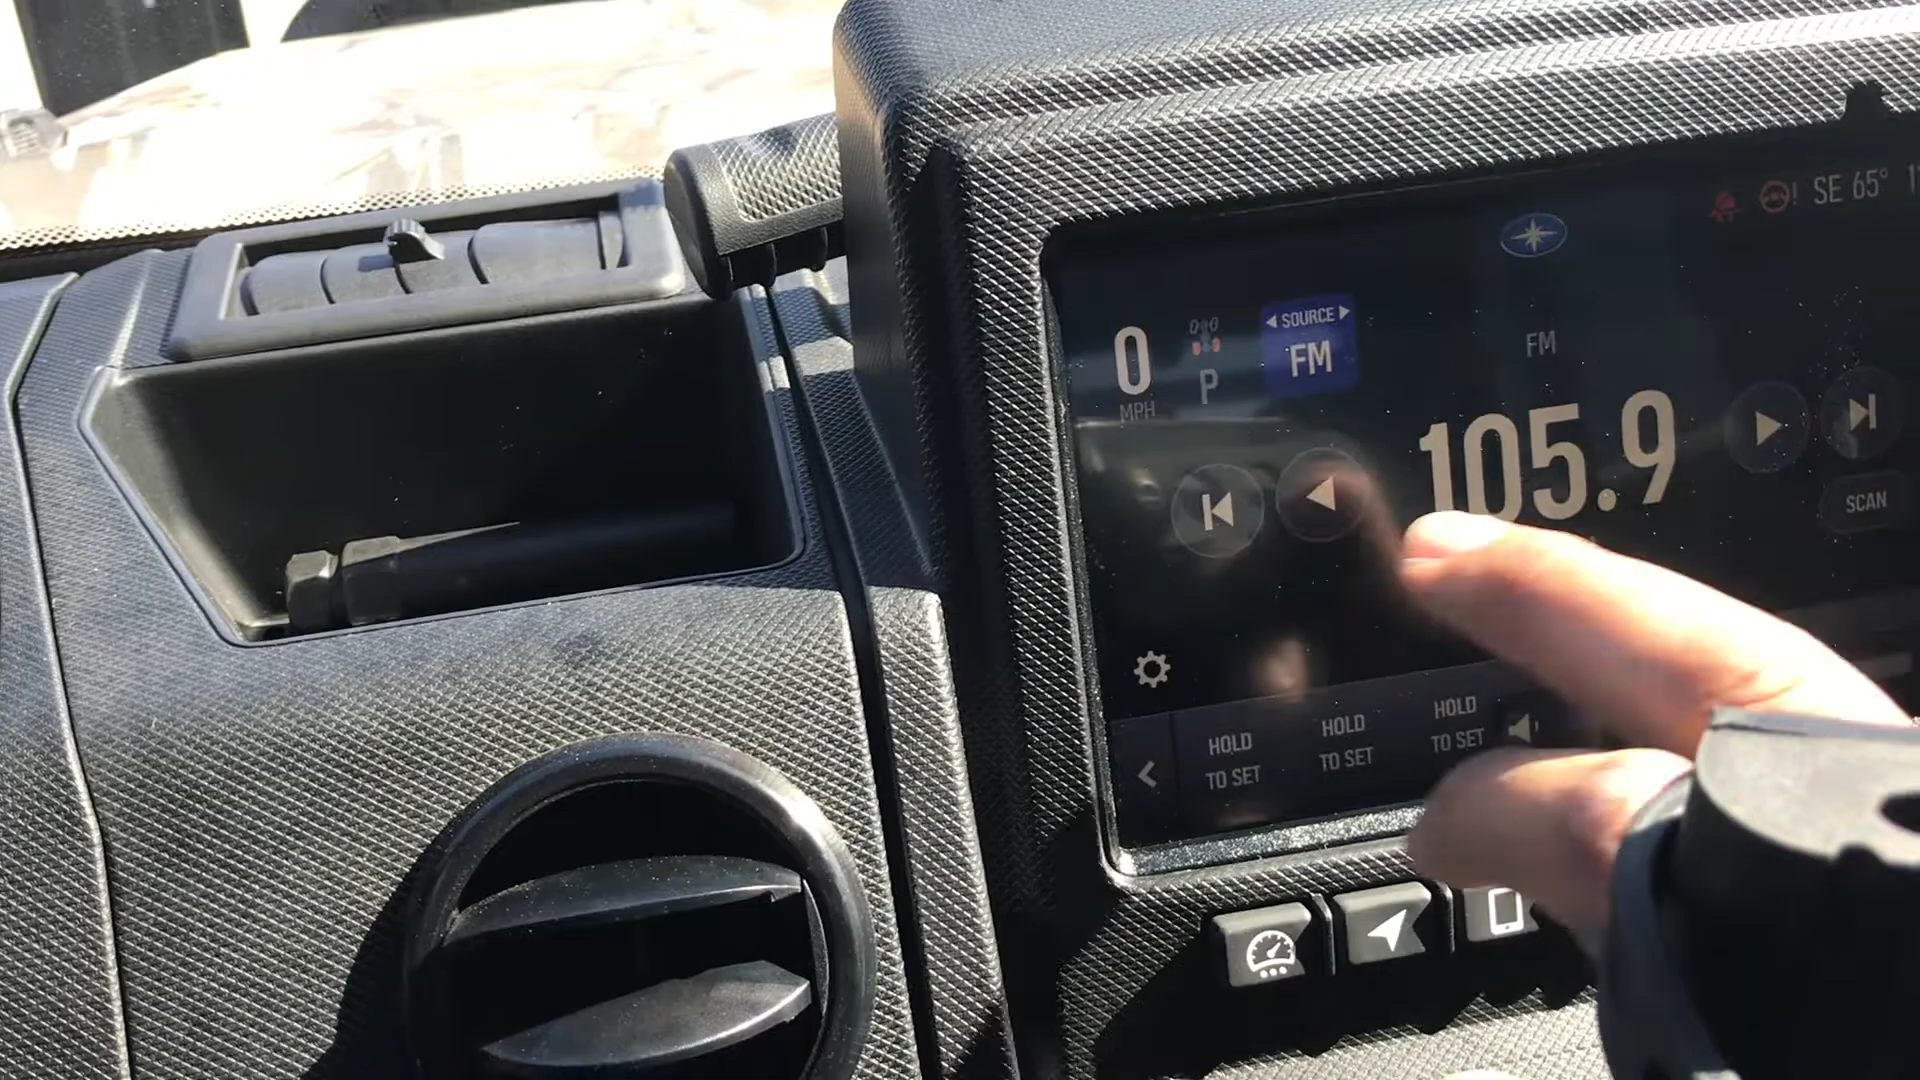 SE 65°
SOURCE
FM
0
MPH
P
FM
105.9
SCAN
HOLD
TO SET
HOLD
TO SET
HOLD
TO SET